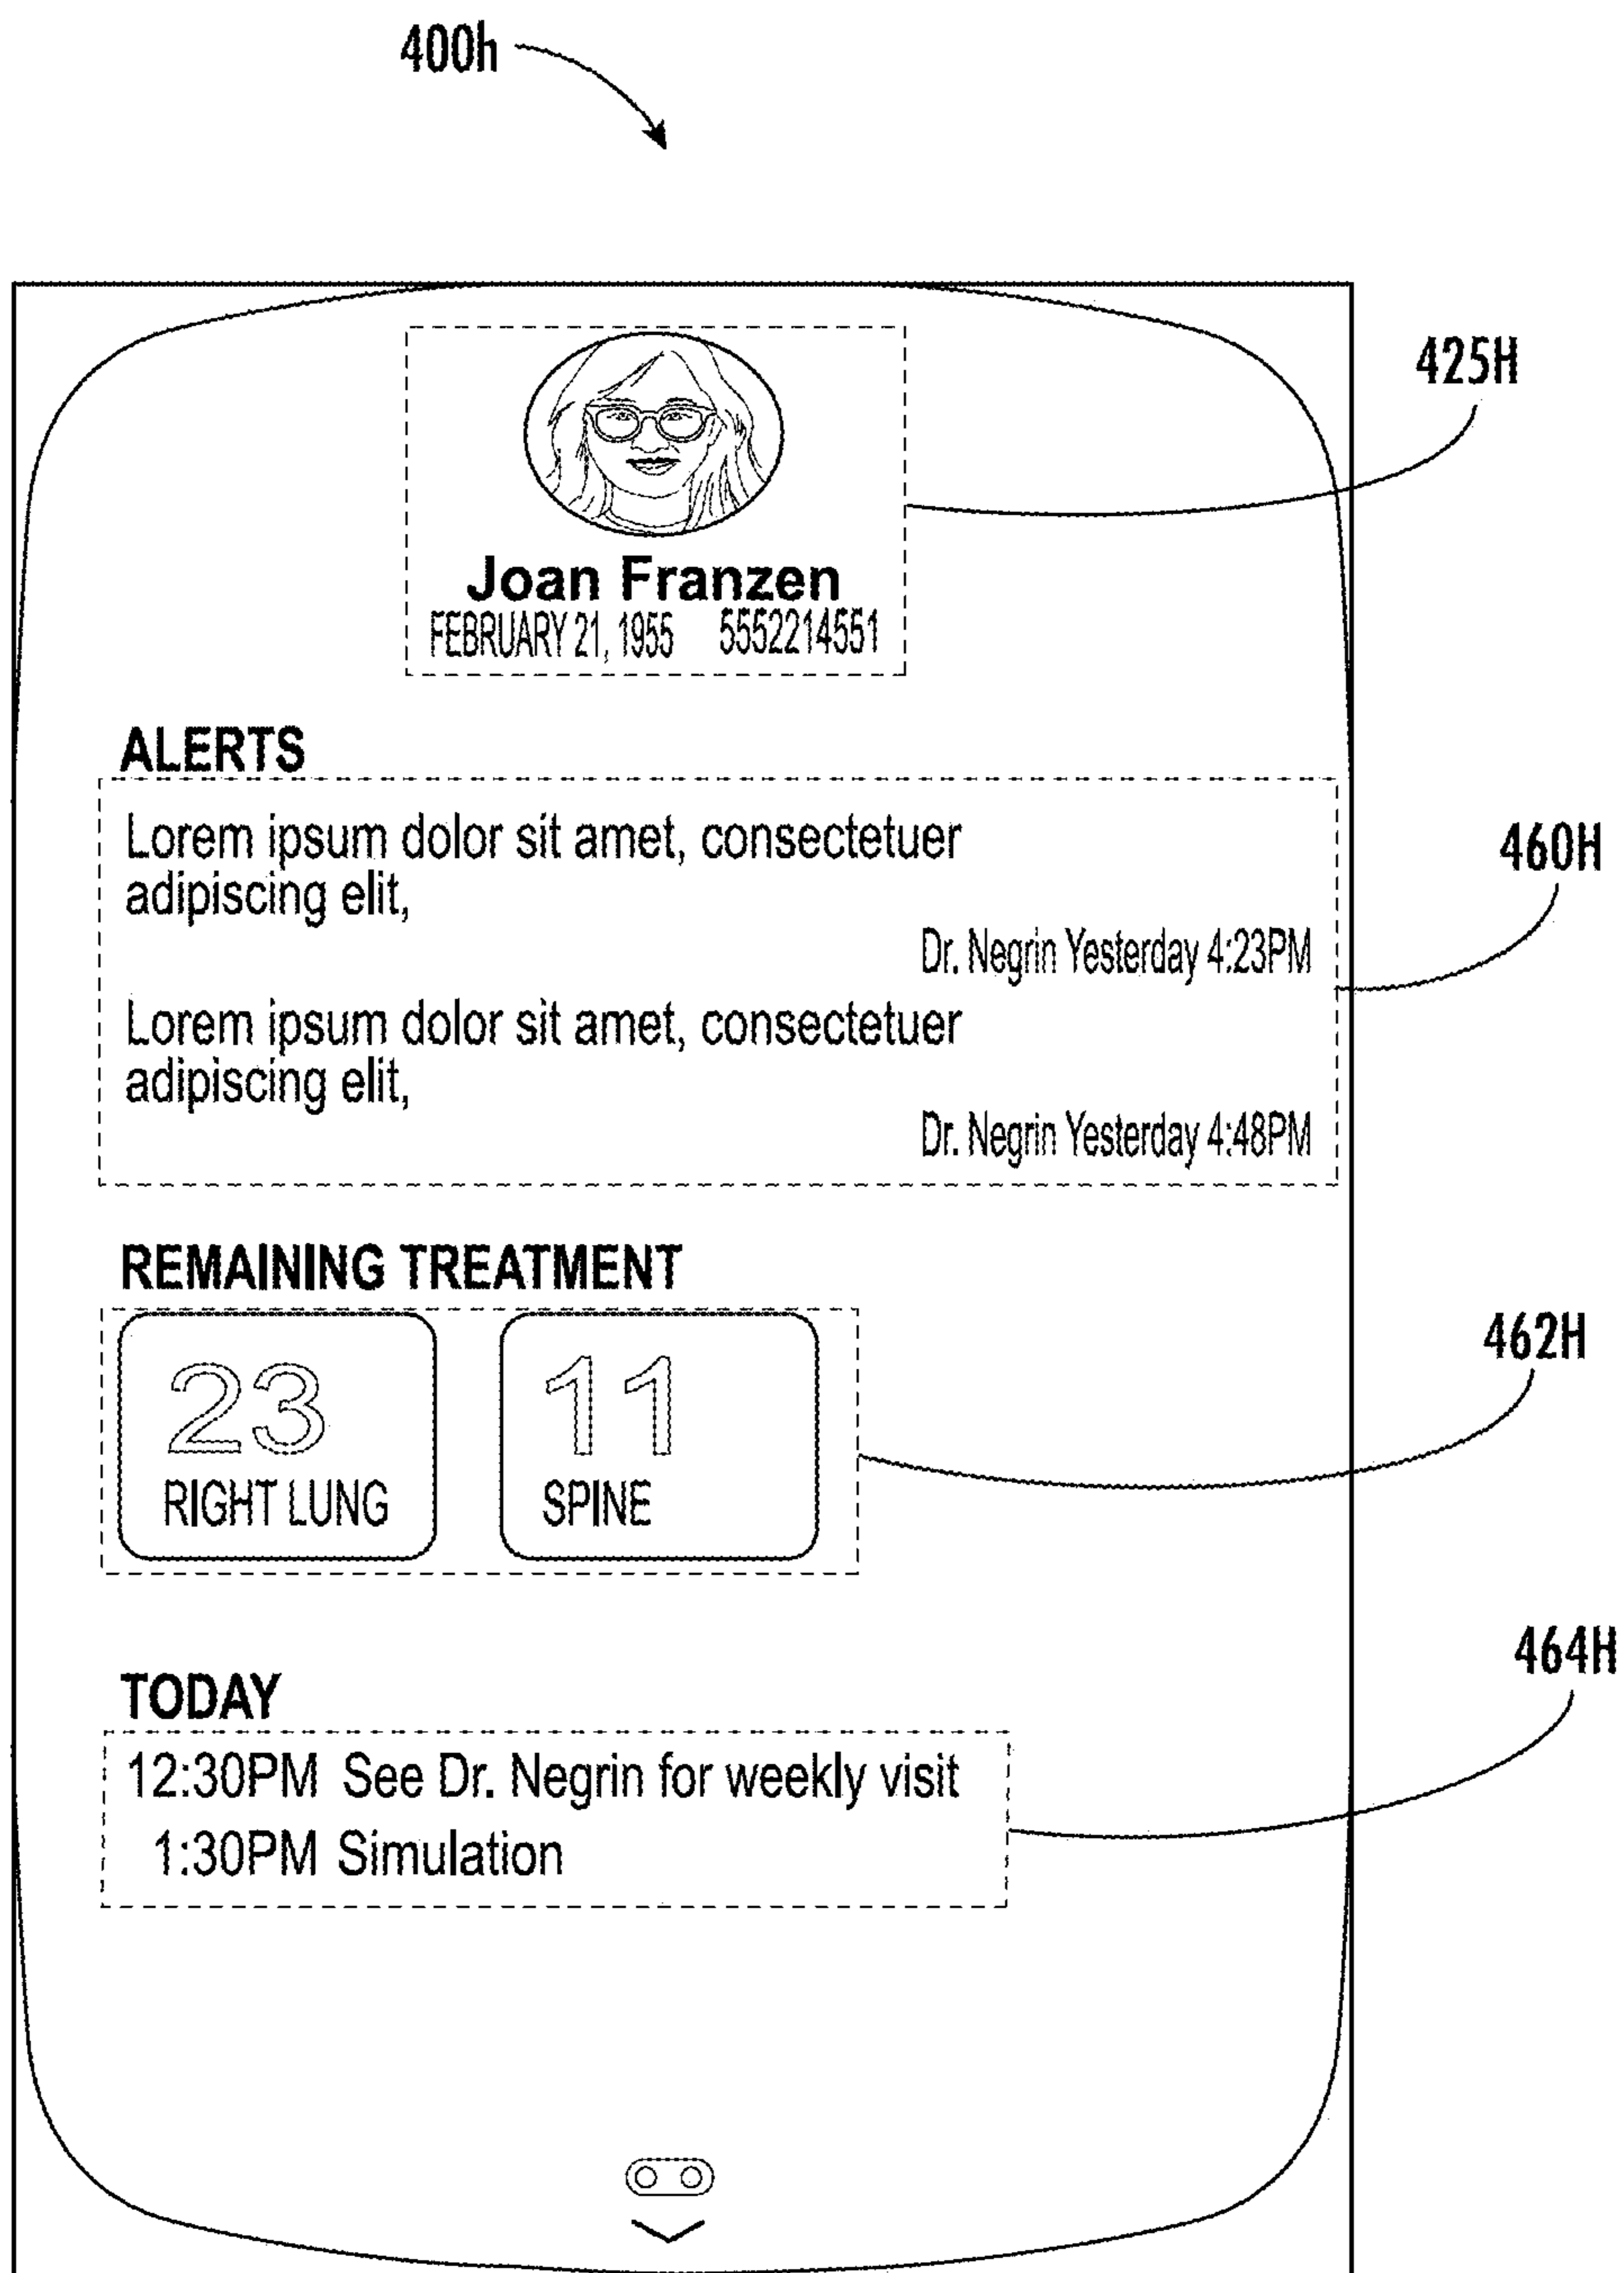 400h
425H
Joan Franzen
FEBRUARY 21, 1955 5552214551
ALERTS
Lorem ipsum dolor sit amet, consectetuer
adipiscing elit,
460H
Dr. Negrin Yesterday 4:23PM
Lorem ipsum dolor sit amet, consectetuer
adipiscing elit,
Dr. Negrin Yesterday 4:48PM
REMAINING TREATMENT
462H
23 11
RIGHT LUNG SPINE
464H
TODAY
12:30PM See Dr. Negrin for weekly visit
1:30PM Simulation